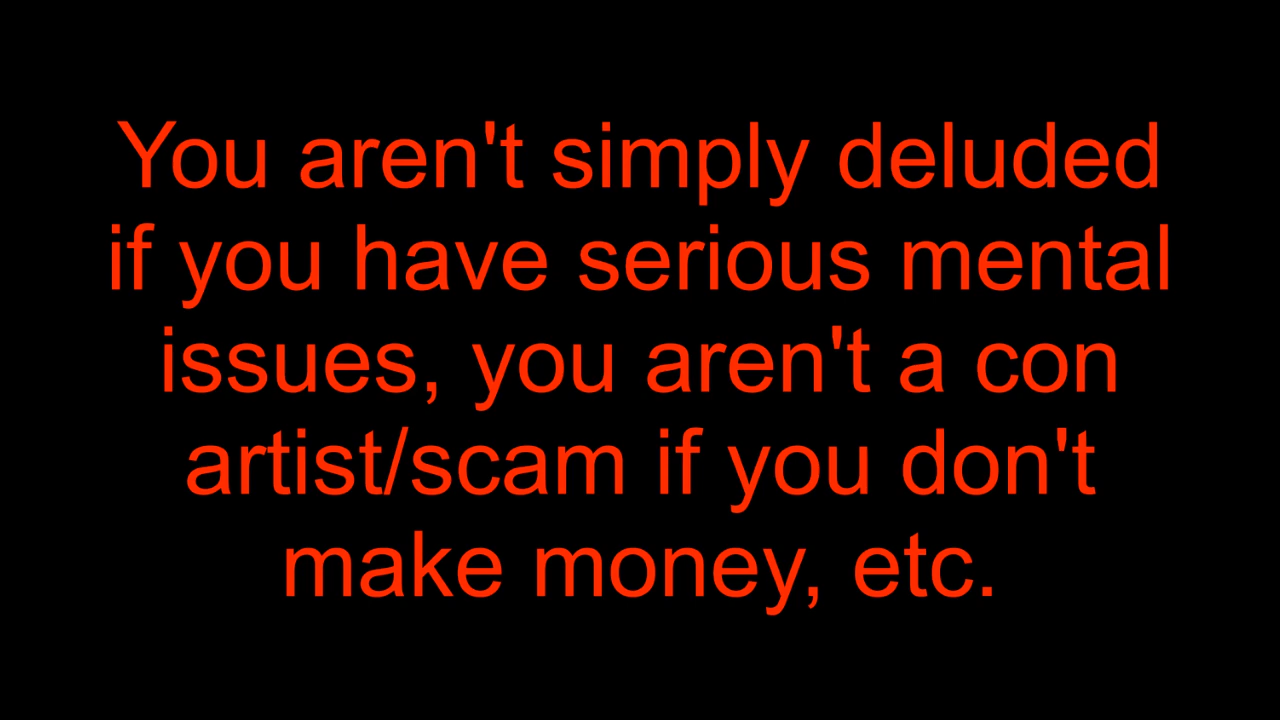 You aren't simply deluded
if you have serious mental
issues, you aren't a con
artist/scam if you don't
make money, etc.